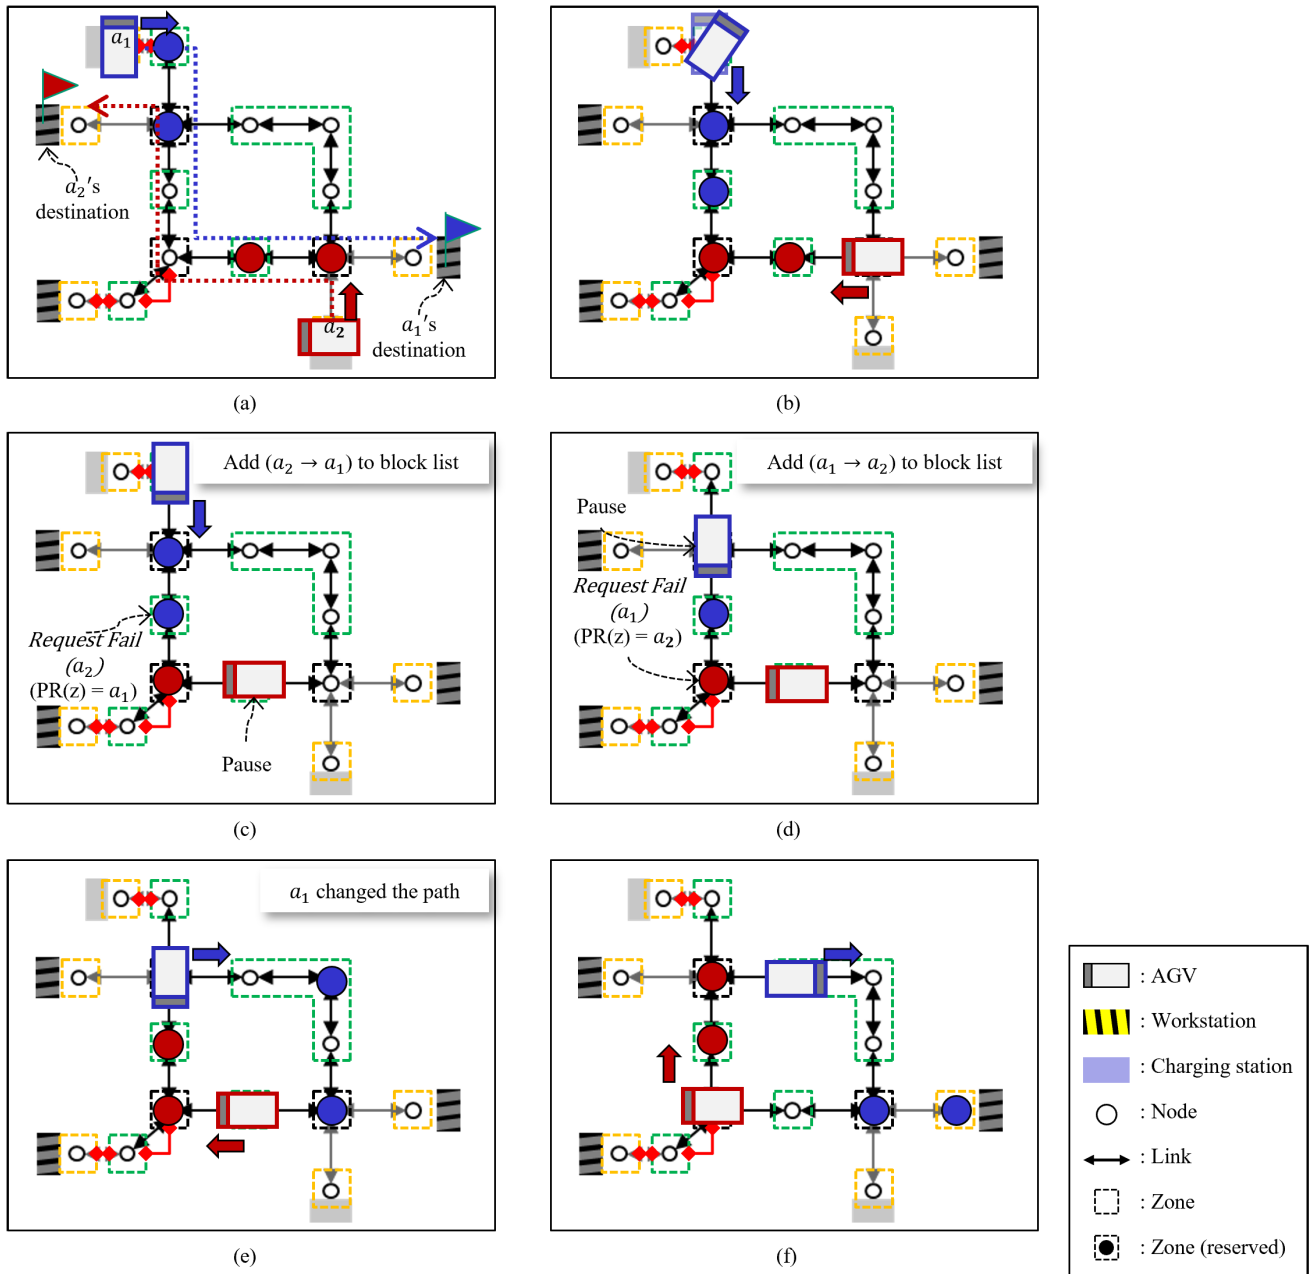 a₁
a₂'s
destination
a₂
a₁'s
destination
(a)
(b)
Add (a₂ → a₁) to block list
Request Fail
(a₂)
(PR(z) = a₁)
Pause
(c)
Add (a₁ → a₂) to block list
Pause
Request Fail
(a₁)
(PR(z) = a₂)
(d)
a₁ changed the path
(e)
(f)
: AGV
: Workstation
: Charging station
: Node
: Link
: Zone
: Zone (reserved)